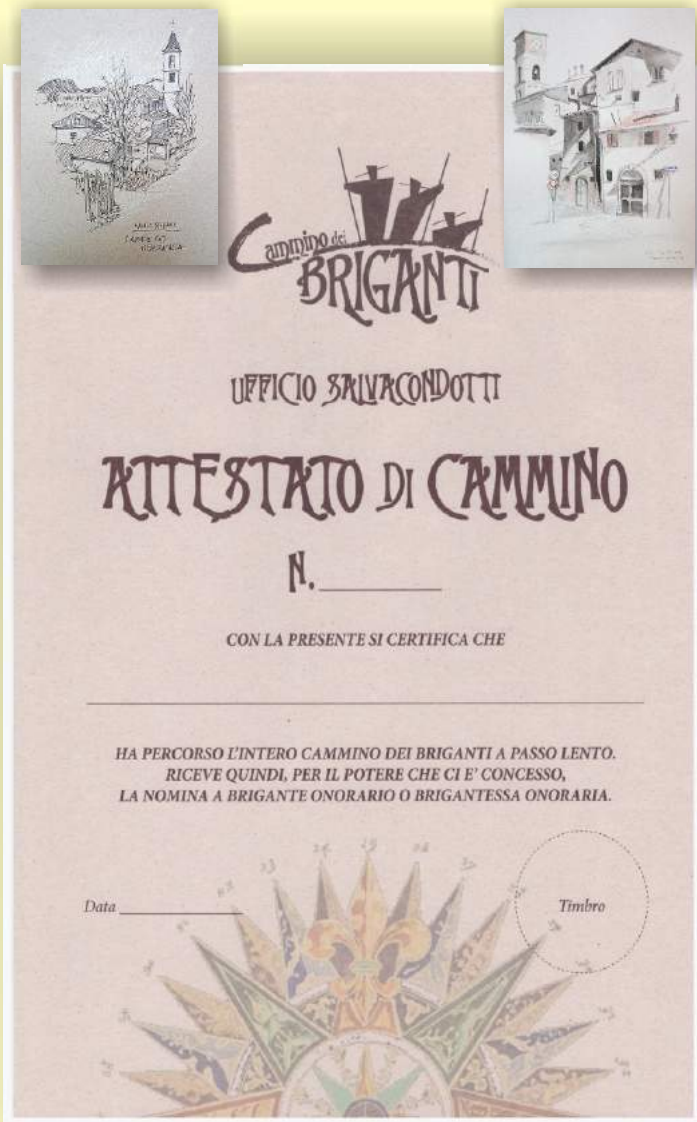 Cammino dei
BRIGANTI
UFFICIO SALVACONDOTTI
ATTESTATO DI CAMMINO
N.
CON LA PRESENTE SI CERTIFICA CHE
HA PERCORSO L'INTERO CAMMINO DEI BRIGANTI A PASSO LENTO.
RICEVE QUINDI, PER IL POTERE CHE CI E' CONCESSO,
LA NOMINA A BRIGANTE ONORARIO O BRIGANTESSA ONORARIA.
Data
Timbro